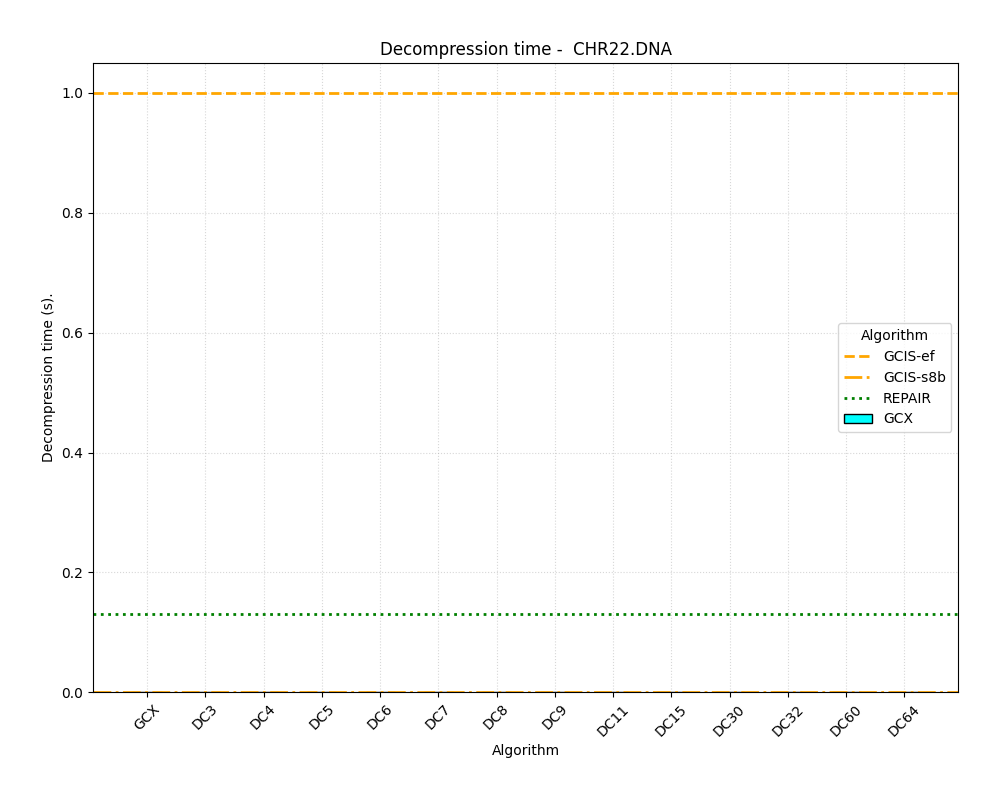 Decompression time -  CHR22.DNA
1.0
0.8
0.6
0.4
0.2
0.0
Decompression time (s).
Algorithm
GCIS-ef
GCIS-s8b
REPAIR
GCX
GCX
DC3
DC4
DC5
DC6
DC7
DC8
DC9
DC11
DC15
DC30
DC32
DC60
DC64
Algorithm